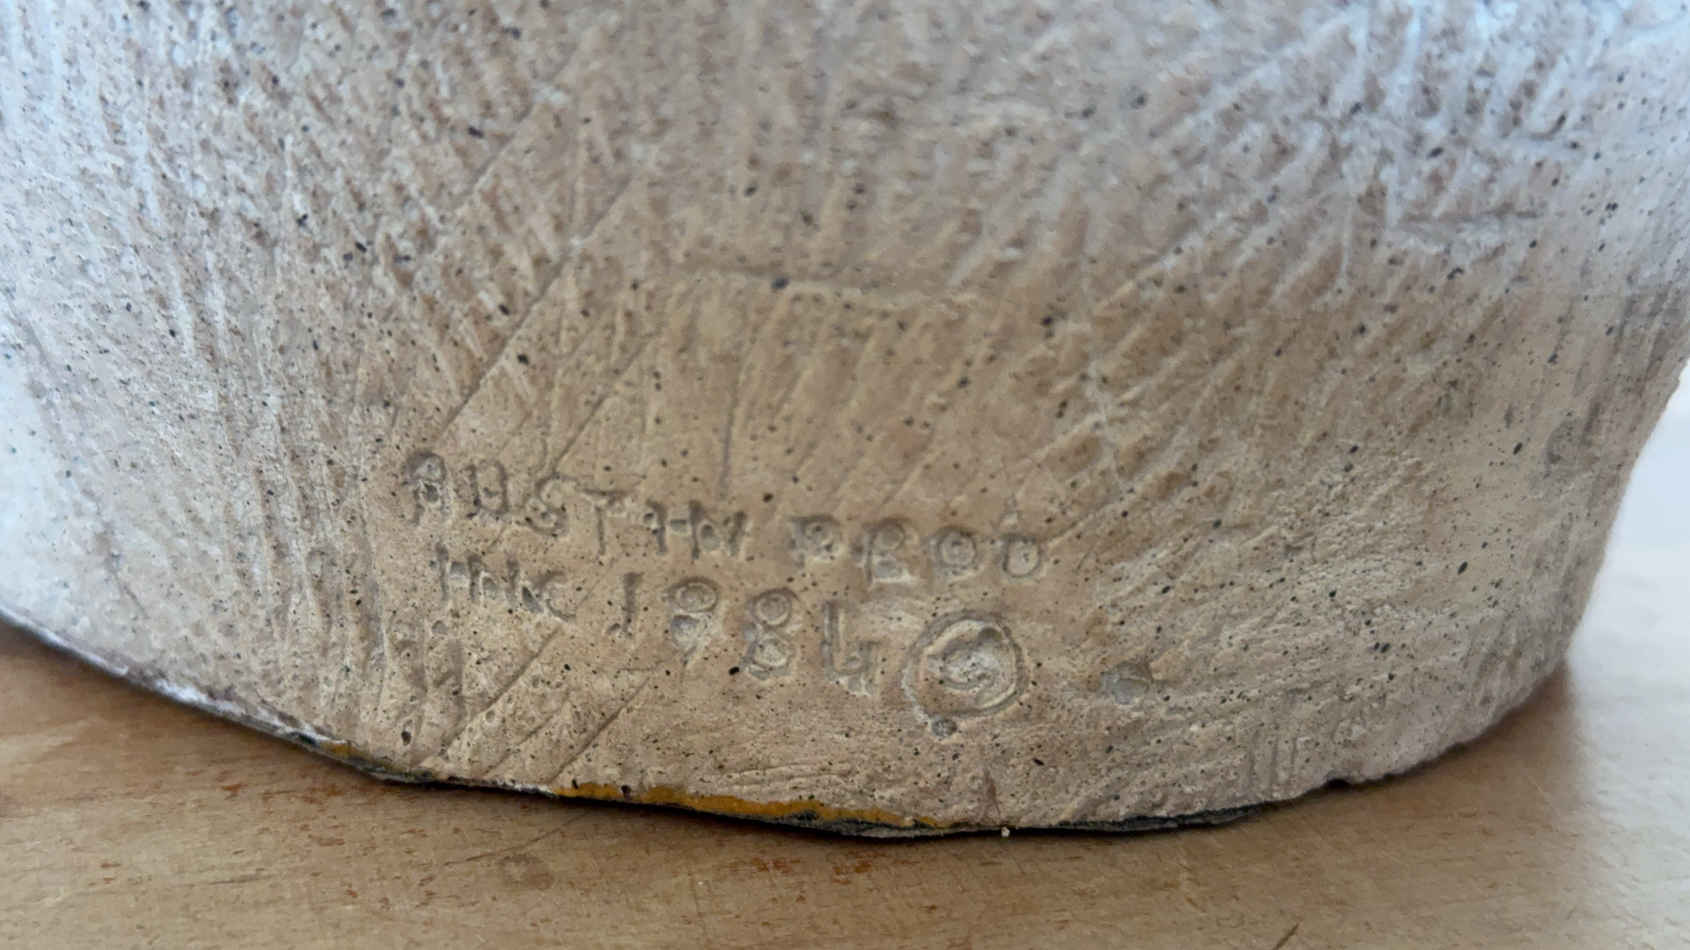 AUSTIN PROD
INC 1984 ©